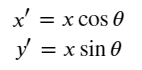 x′ = x cos θ
y′ = x sin θ